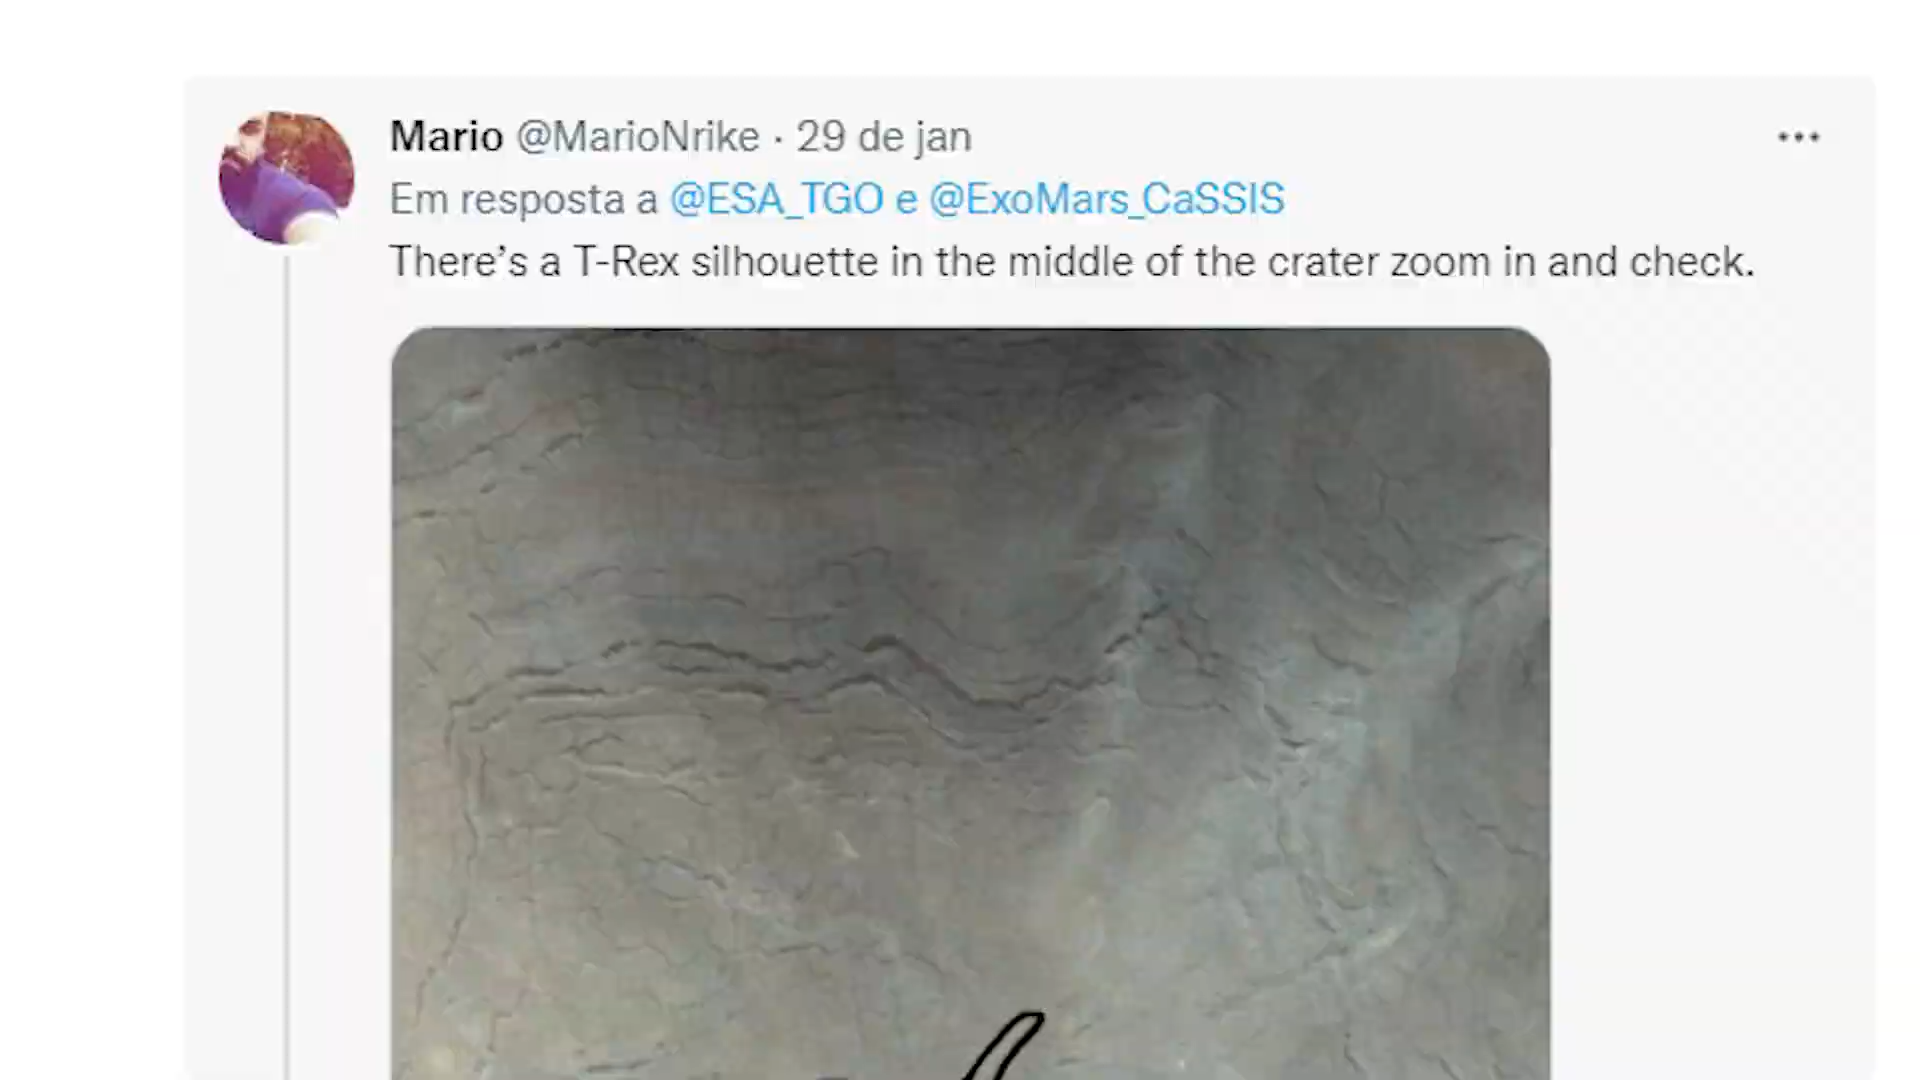 Mario @MarioNrike · 29 de jan
Em resposta a @ESA_TGO e @ExoMars_CaSSIS
There’s a T-Rex silhouette in the middle of the crater zoom in and check.